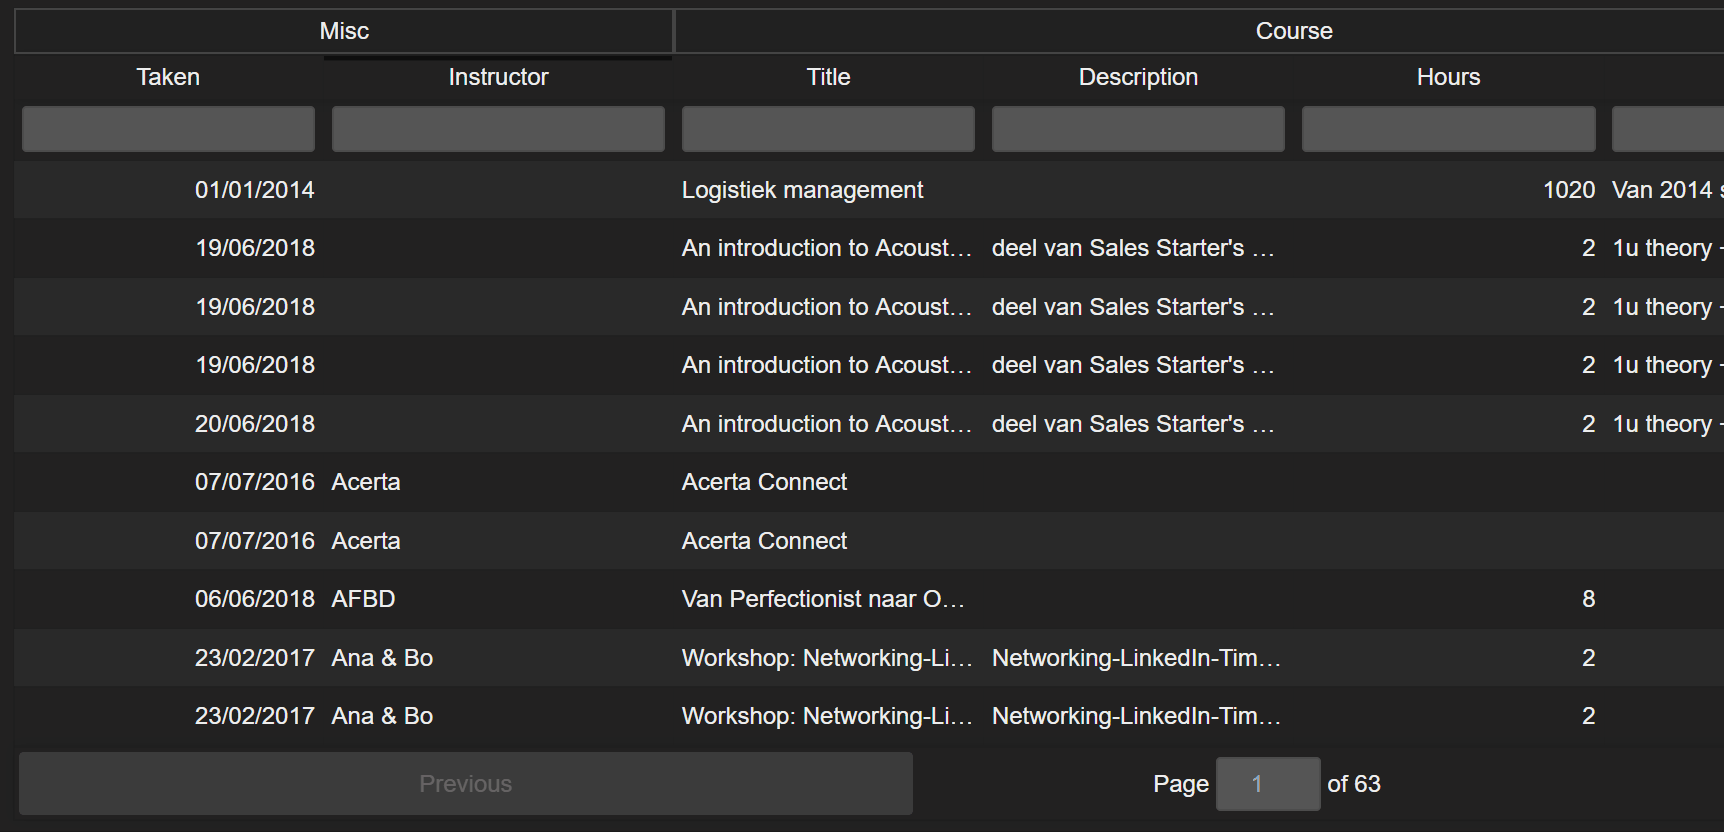 Misc Course
Taken Instructor Title Description Hours
01/01/2014 Logistiek management 1020 Van 2014
19/06/2018 An introduction to Acoust... deel van Sales Starter's ... 2 1u theory
19/06/2018 An introduction to Acoust... deel van Sales Starter's ... 2 1u theory
19/06/2018 An introduction to Acoust... deel van Sales Starter's ... 2 1u theory
20/06/2018 An introduction to Acoust... deel van Sales Starter's ... 2 1u theory
07/07/2016 Acerta Acerta Connect
07/07/2016 Acerta Acerta Connect
06/06/2018 AFBD Van Perfectionist naar O... 8
23/02/2017 Ana & Bo Workshop: Networking-Li... Networking-LinkedIn-Tim... 2
23/02/2017 Ana & Bo Workshop: Networking-Li... Networking-LinkedIn-Tim... 2
Previous Page 1 of 63